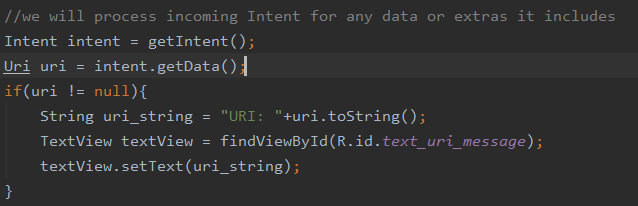 //we will process incoming Intent for any data or extras it includes
Intent intent = getIntent();
Uri uri = intent.getData();
if(uri != null){
    String uri_string = "URI: "+uri.toString();
    TextView textView = findViewById(R.id.text_uri_message);
    textView.setText(uri_string);
}